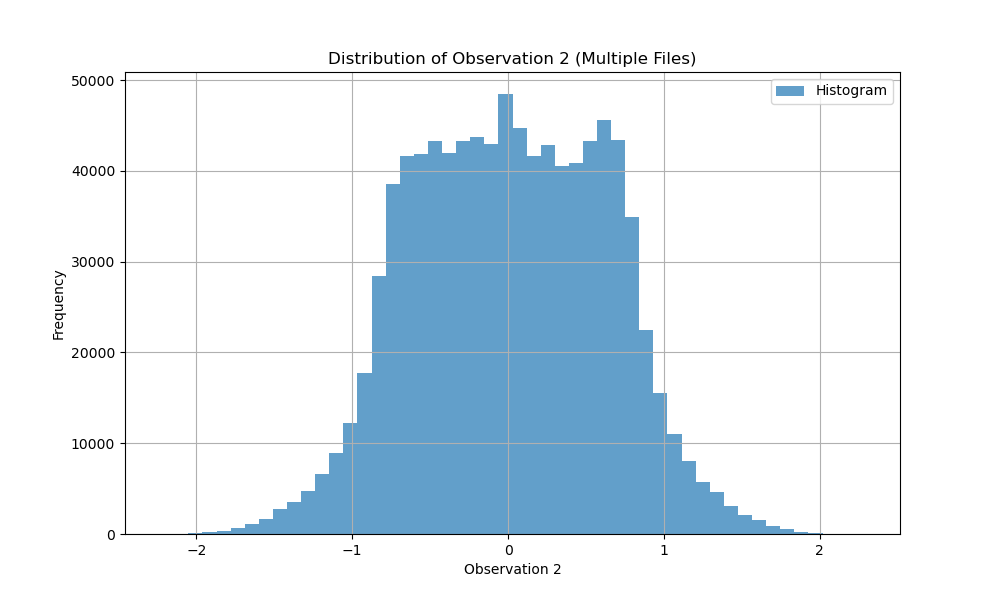 Distribution of Observation 2 (Multiple Files)
Histogram
50000
40000
30000
20000
10000
0
Frequency
−2
−1
0
1
2
Observation 2